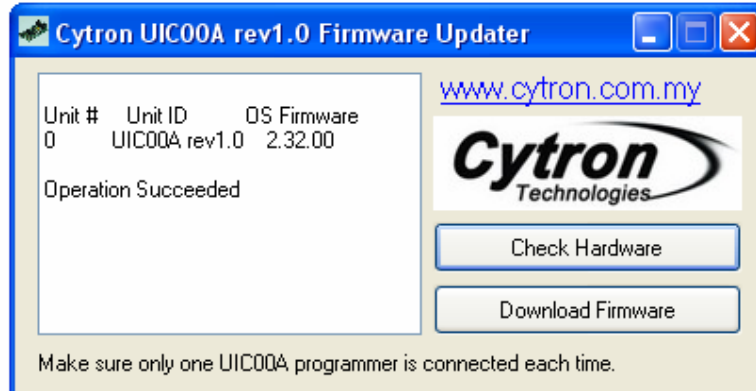 Cytron UIC00A rev1.0 Firmware Updater
Unit # Unit ID OS Firmware
0 UIC00A rev1.0 2.32.00
Operation Succeeded
www.cytron.com.my
Cytron
Technologies
Check Hardware
Download Firmware
Make sure only one UIC00A programmer is connected each time.